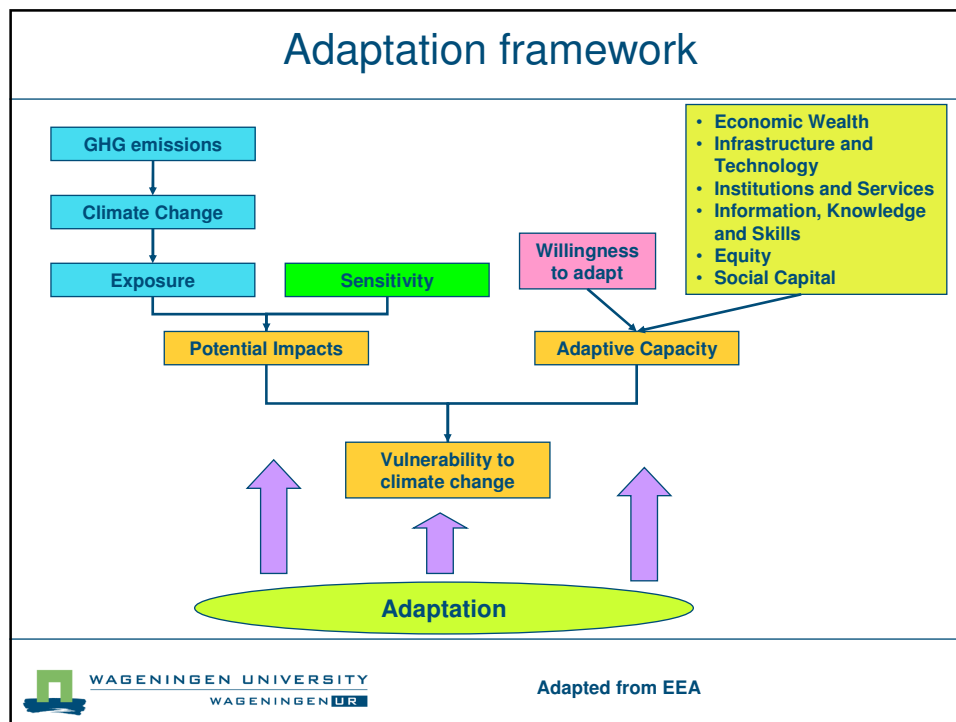 Adaptation framework
GHG emissions
Climate Change
Exposure
Sensitivity
Willingness
to adapt
• Economic Wealth
• Infrastructure and
Technology
• Institutions and Services
• Information, Knowledge
and Skills
• Equity
• Social Capital
Potential Impacts
Adaptive Capacity
Vulnerability to
climate change
Adaptation
WAGENINGEN UNIVERSITY
WAGENINGEN UR
Adapted from EEA